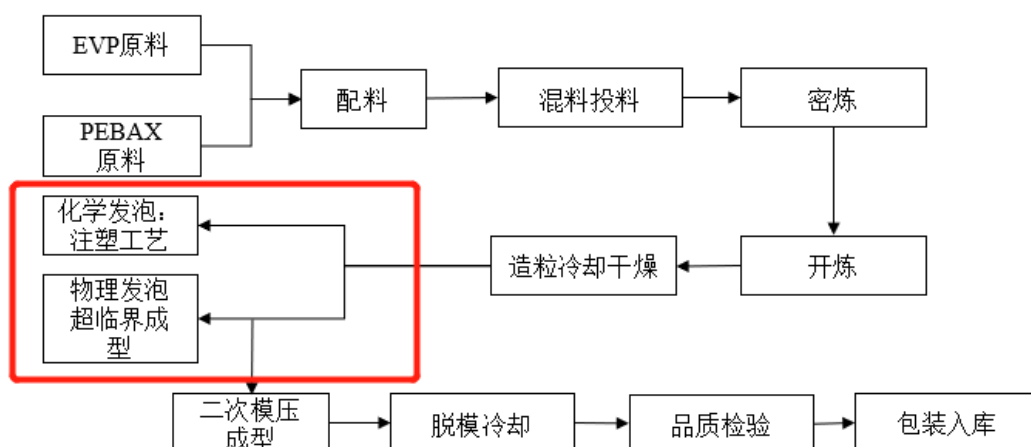 EVP原料
PEBAX
原料
配料
混料投料
密炼
化学发泡：
注塑工艺
物理发泡
超临界成
型
造粒冷却干燥
开炼
二次模压
成型
脱模冷却
品质检验
包装入库